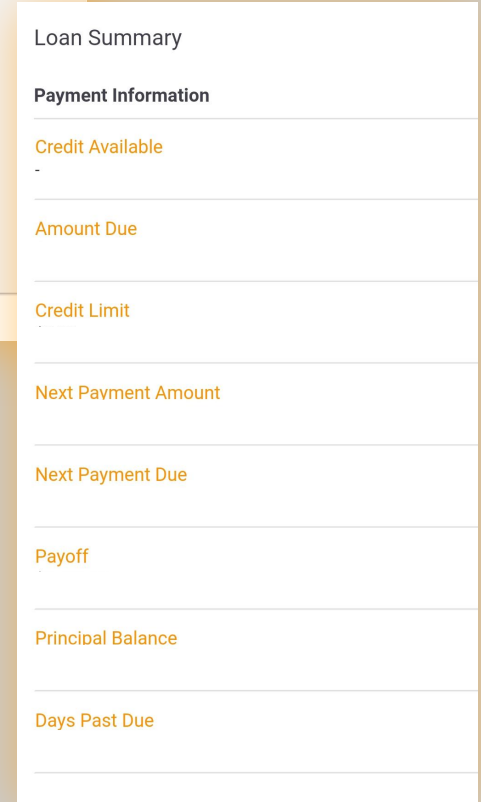 Loan Summary
Payment Information
Credit Available
-
Amount Due
Credit Limit
Next Payment Amount
Next Payment Due
Payoff
Principal Balance
Days Past Due